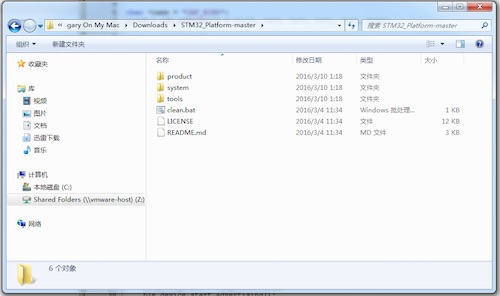 gary On My Mac ▸ Downloads ▸ STM32_Platform-master ▸
搜索 STM32_Platform-master
组织 新建文件夹
名称 修改日期 类型 大小
收藏夹
库
视频
图片
文档
迅雷下载
音乐
计算机
本地磁盘 (C:)
Shared Folders (\\vmware-host) (Z:)
网络
product 2016/3/10 1:18 文件夹
system 2016/3/10 1:18 文件夹
tools 2016/3/10 1:18 文件夹
clean.bat 2016/3/4 11:34 Windows 批处理... 1 KB
LICENSE 2016/3/4 11:34 文件 12 KB
README.md 2016/3/4 11:34 MD 文件 3 KB
6 个对象